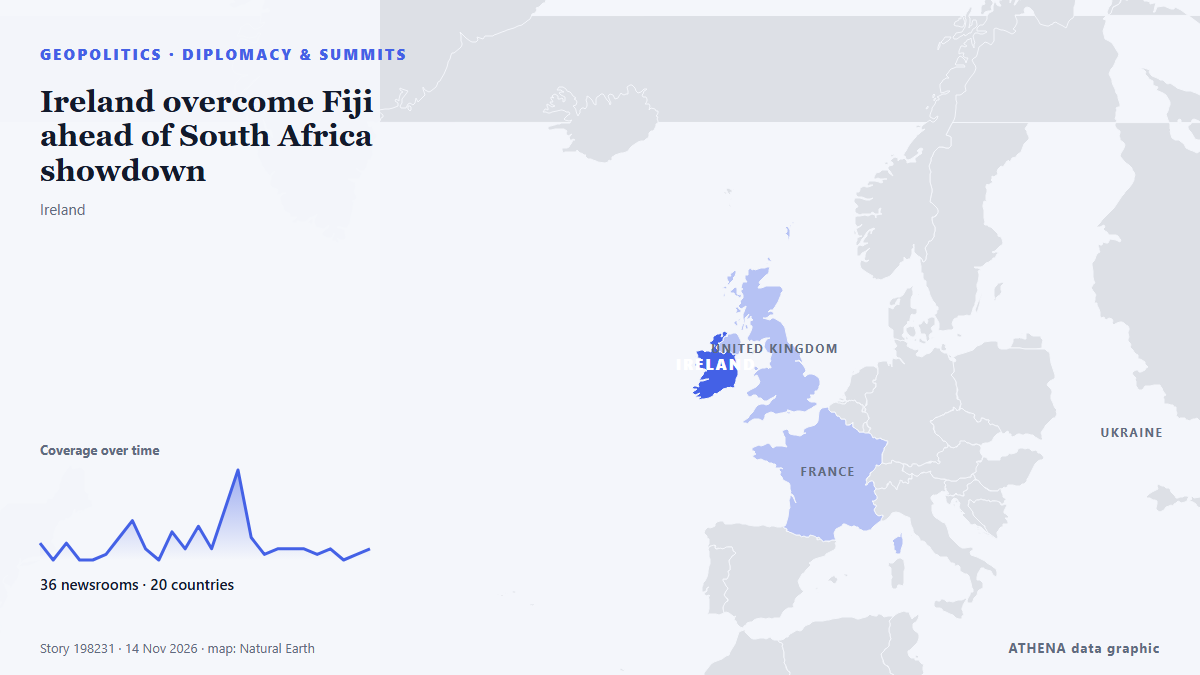 GEOPOLITICS · DIPLOMACY & SUMMITS
Ireland overcome Fiji
ahead of South Africa
showdown
Ireland
UNITED KINGDOM
IRELAND
UKRAINE
FRANCE
Coverage over time
36 newsrooms · 20 countries
Story 198231 · 14 Nov 2026 · map: Natural Earth
ATHENA data graphic